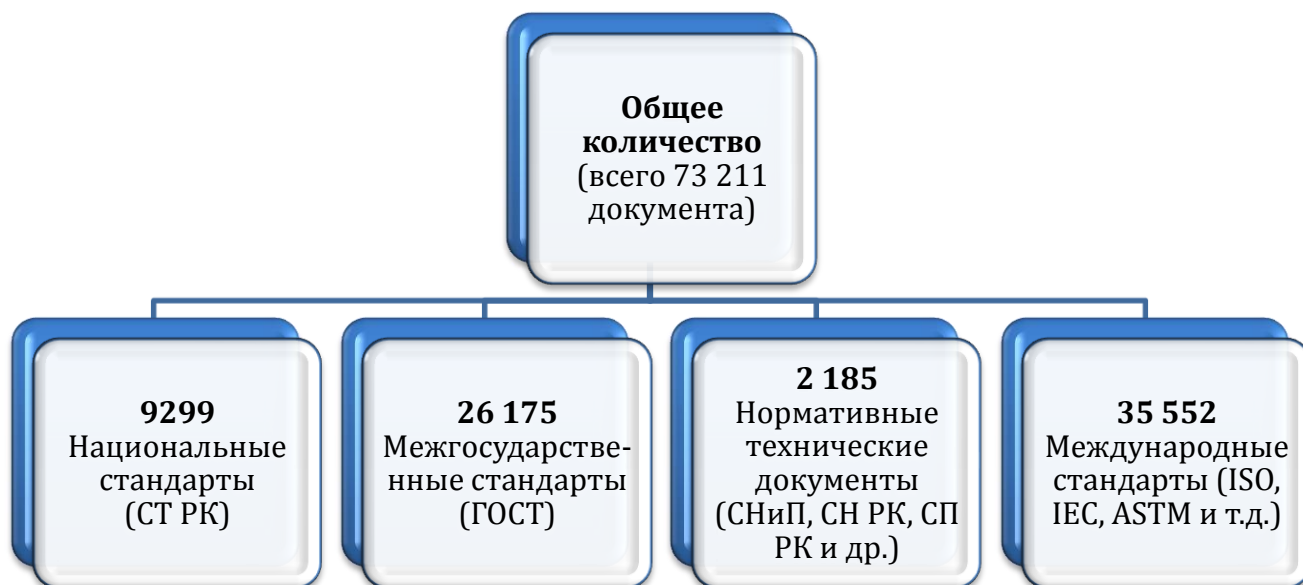 Общее
количество
(всего 73 211
документа)
9299
Национальные
стандарты
(СТ РК)
26 175
Межгосударстве-
нные стандарты
(ГОСТ)
2 185
Нормативные
технические
документы
(СНиП, СН РК, СП
РК и др.)
35 552
Международные
стандарты (ISO,
IEC, ASTM и т.д.)